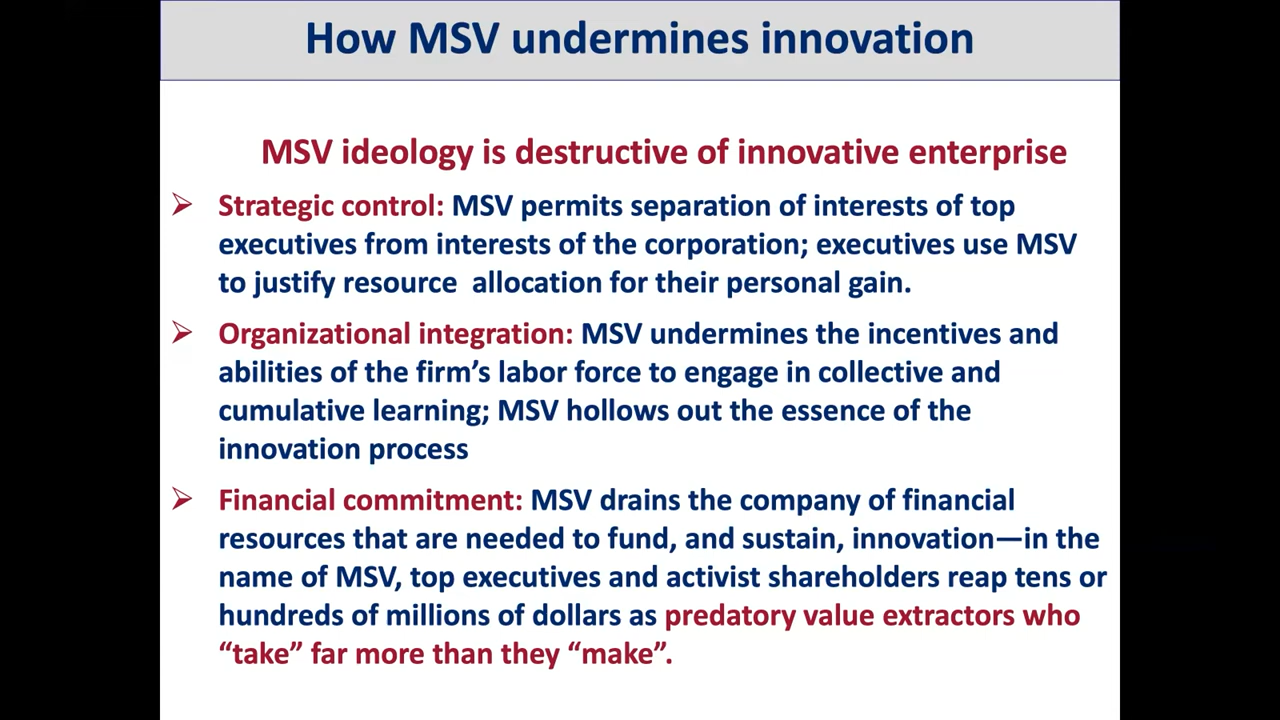 How MSV undermines innovation
MSV ideology is destructive of innovative enterprise
Strategic control: MSV permits separation of interests of top
executives from interests of the corporation; executives use MSV
to justify resource  allocation for their personal gain.
Organizational integration: MSV undermines the incentives and
abilities of the firm’s labor force to engage in collective and
cumulative learning; MSV hollows out the essence of the
innovation process
Financial commitment: MSV drains the company of financial
resources that are needed to fund, and sustain, innovation—in the
name of MSV, top executives and activist shareholders reap tens or
hundreds of millions of dollars as predatory value extractors who
“take” far more than they “make”.